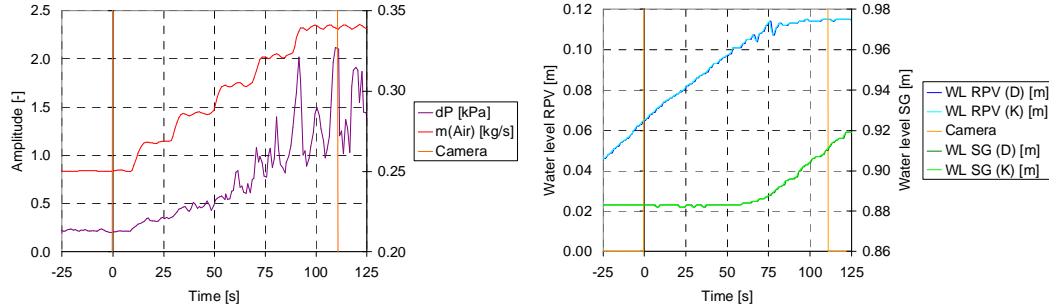 2.5
2.0
1.5
1.0
0.5
0.0
Amplitude [-]
0.35
0.30
0.25
0.20
-25
0
25
50
75
100
125
Time [s]
dP [kPa]
m(Air) [kg/s]
Camera
0.12
0.10
0.08
0.06
0.04
0.02
0.00
Water level RPV [m]
0.98
0.96
0.94
0.92
0.90
0.88
0.86
Water level SG [m]
-25
0
25
50
75
100
125
Time [s]
WL RPV (D) [m]
WL RPV (K) [m]
Camera
WL SG (D) [m]
WL SG (K) [m]